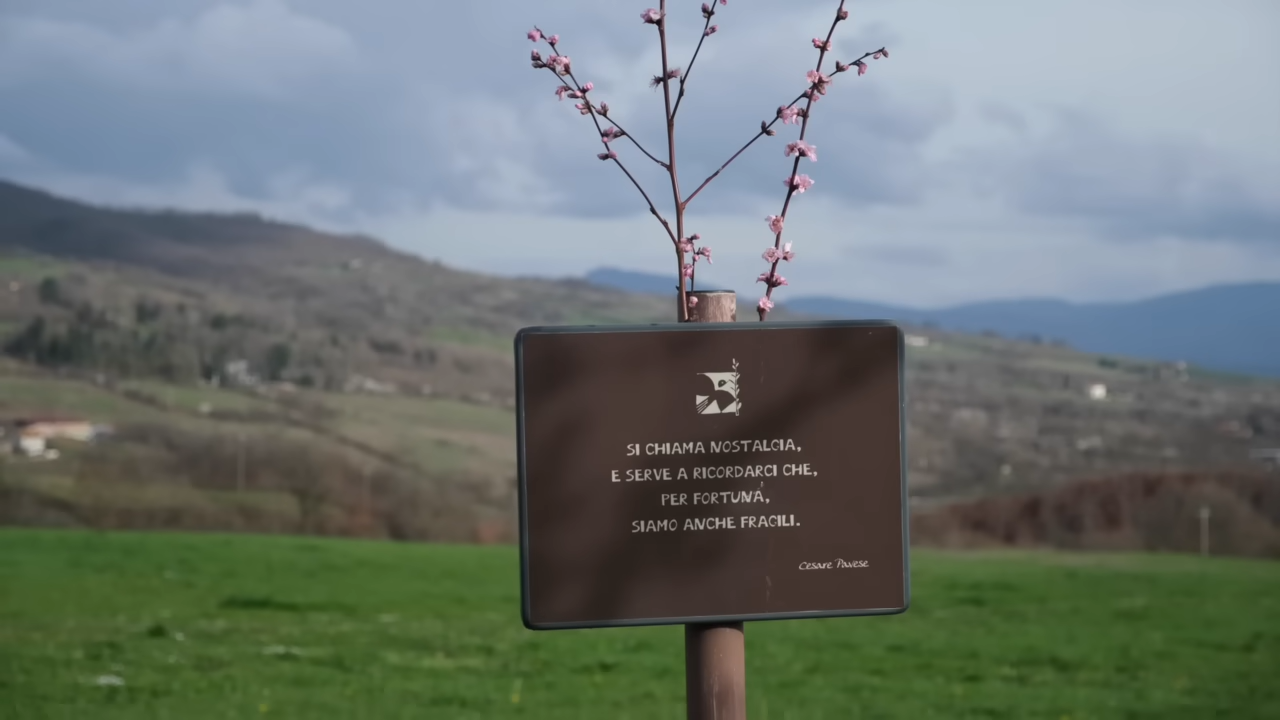 SI CHIAMA NOSTALGIA,
E SERVE A RICORDARCI CHE,
PER FORTUNA,
SIAMO ANCHE FRAGILI.
Cesare Pavese